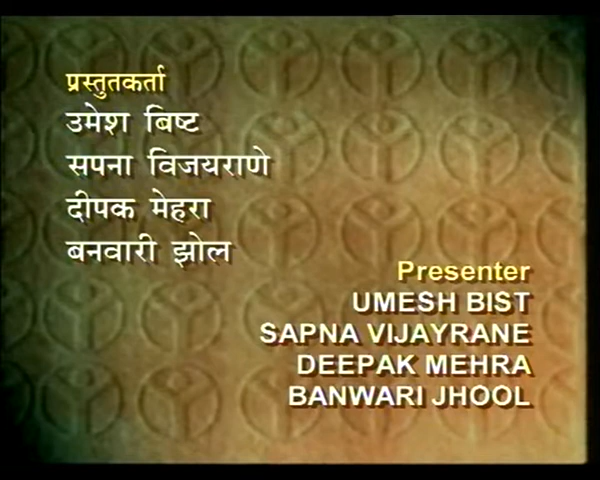 प्रस्तुतकर्ता
उमेश बिष्ट
सपना विजयराणे
दीपक मेहरा
बनवारी झोल
Presenter
UMESH BIST
SAPNA VIJAYRANE
DEEPAK MEHRA
BANWARI JHOOL